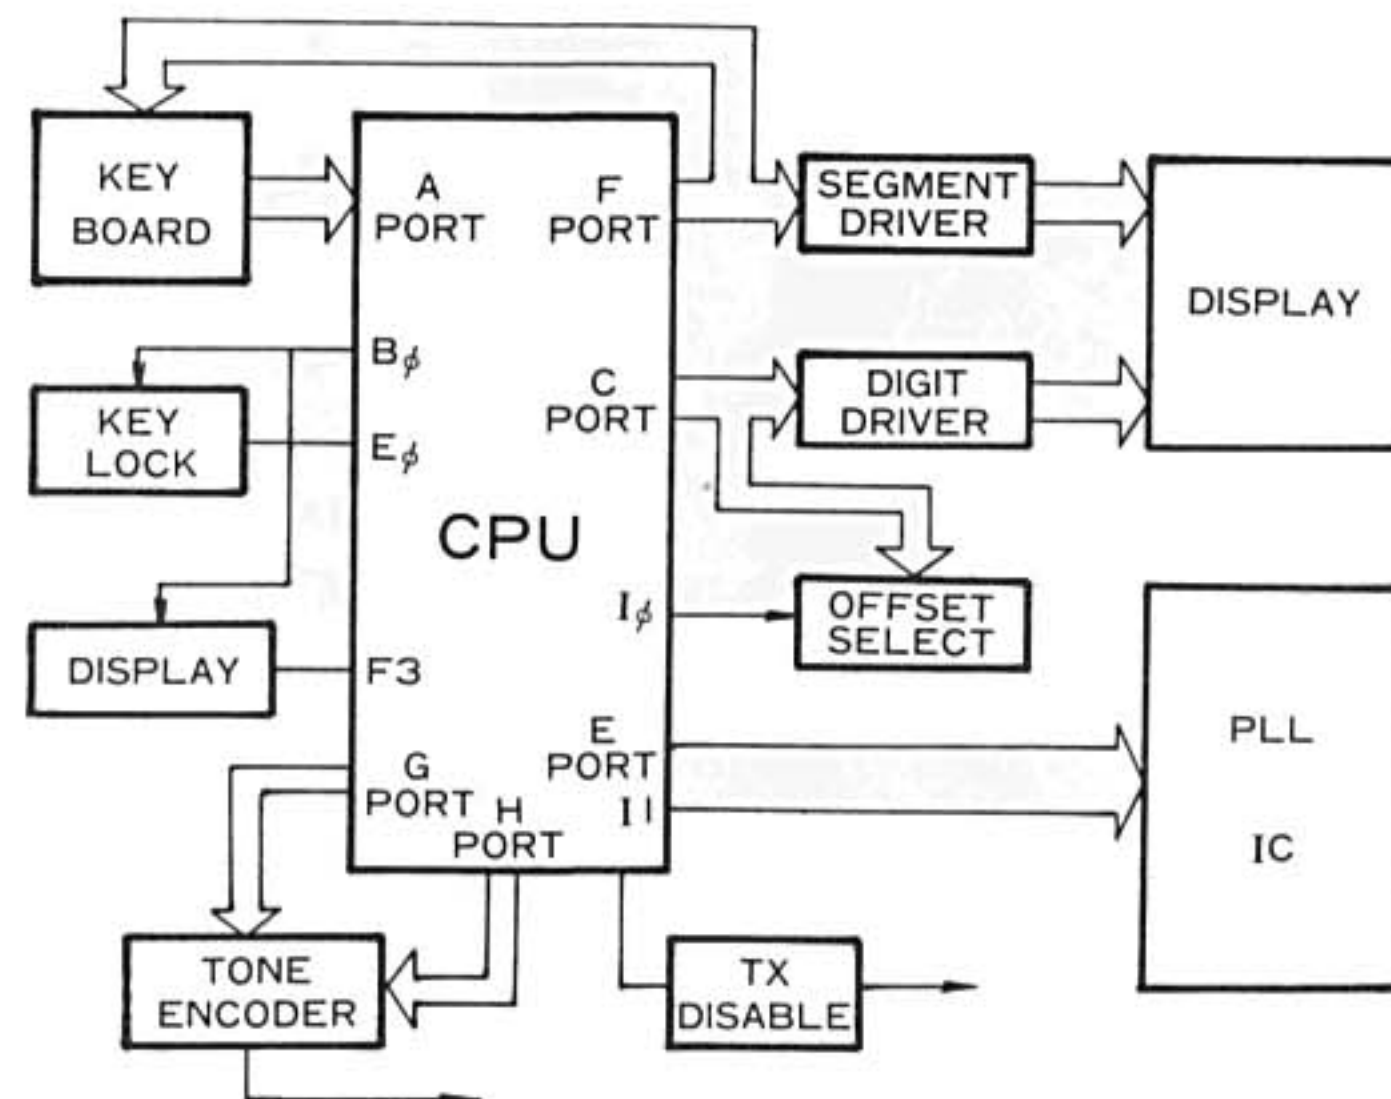 KEY
BOARD
A
PORT
F
PORT
SEGMENT
DRIVER
DISPLAY
Bϕ
KEY
LOCK
Eϕ
C
PORT
DIGIT
DRIVER
CPU
Iϕ
OFFSET
SELECT
DISPLAY
F3
E
PORT
I1
PLL
IC
G
PORT
H
PORT
TONE
ENCODER
TX
DISABLE